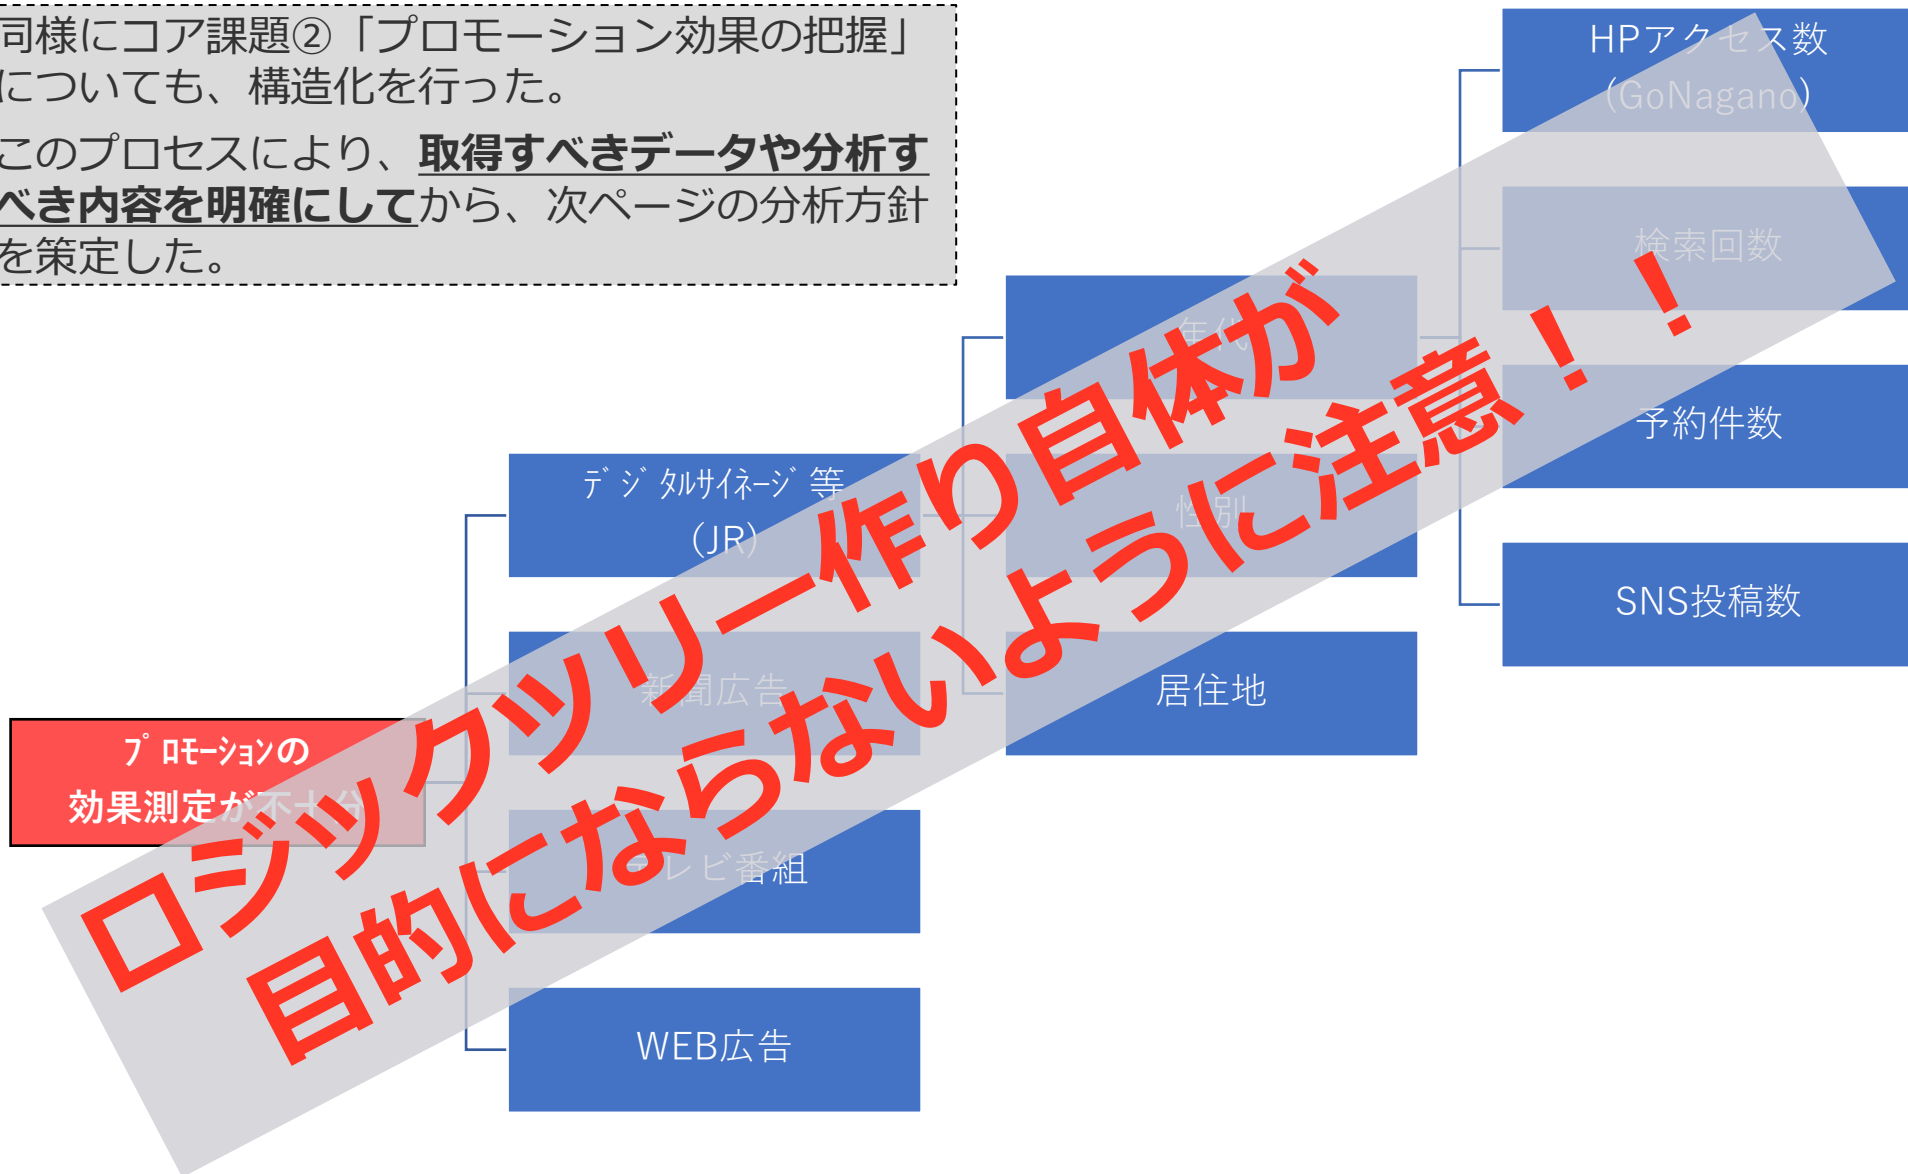 同様にコア課題②「プロモーション効果の把握」
についても、構造化を行った。
このプロセスにより、取得すべきデータや分析す
べき内容を明確にしてから、次ページの分析方針
を策定した。
HPアクセス数
(GoNagano)
検索回数
予約件数
SNS投稿数
年代
性別
居住地
ﾃﾞｼﾞﾀﾙｻｲﾈｰｼﾞ等
(JR)
新聞広告
テレビ番組
WEB広告
ﾌﾟﾛﾓｰｼｮﾝの
効果測定が不十分
ロジックツリー作り自体が
目的にならないように注意！！